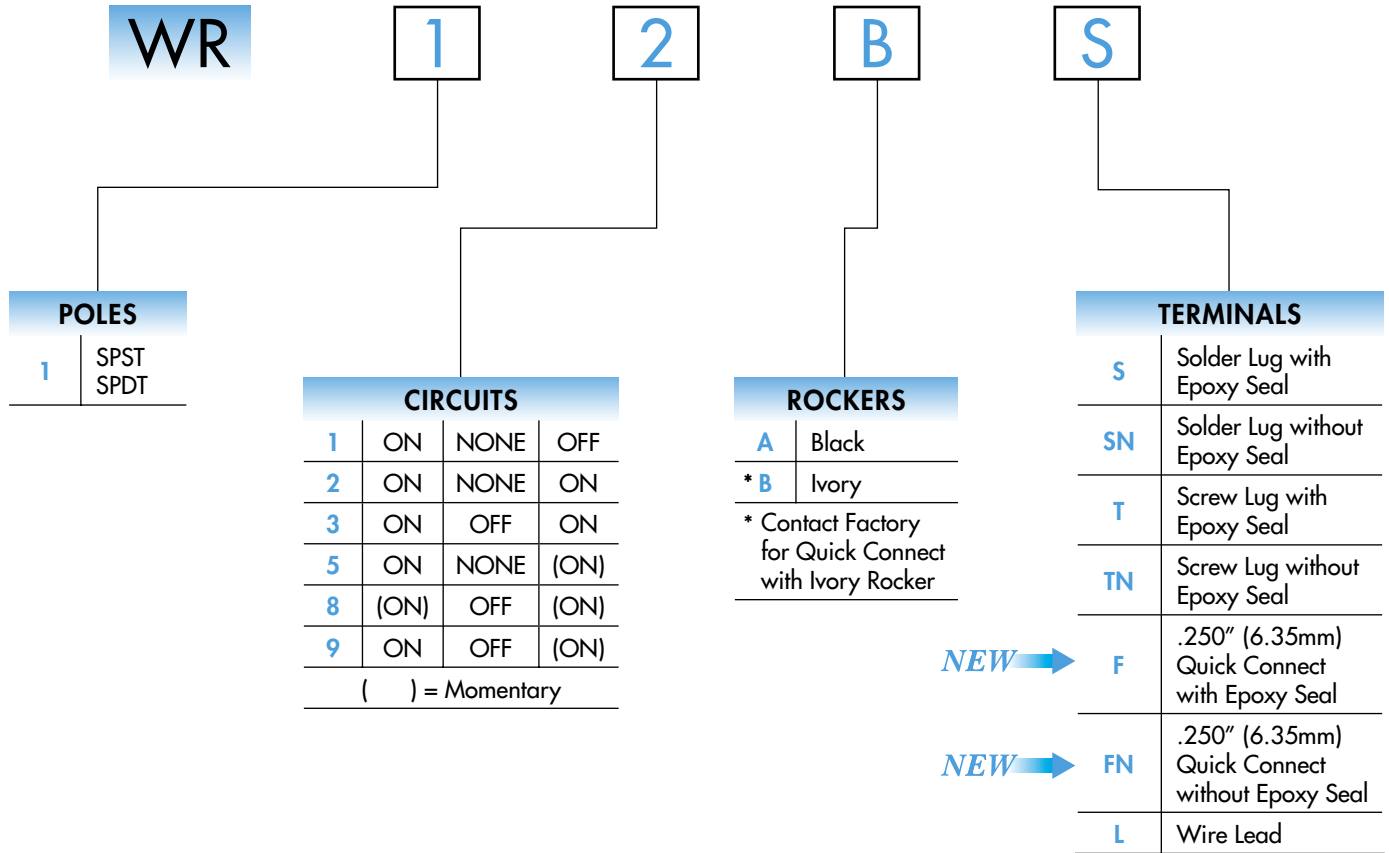 WR 1 2 B S
POLES
1 SPST
SPDT
CIRCUITS
1 ON NONE OFF
2 ON NONE ON
3 ON OFF ON
5 ON NONE (ON)
8 (ON) OFF (ON)
9 ON OFF (ON)
( ) = Momentary
ROCKERS
A Black
* B Ivory
* Contact Factory
for Quick Connect
with Ivory Rocker
TERMINALS
S Solder Lug with
Epoxy Seal
SN Solder Lug without
Epoxy Seal
T Screw Lug with
Epoxy Seal
TN Screw Lug without
Epoxy Seal
.250" (6.35mm)
NEW F Quick Connect
with Epoxy Seal
.250" (6.35mm)
NEW FN Quick Connect
without Epoxy Seal
L Wire Lead